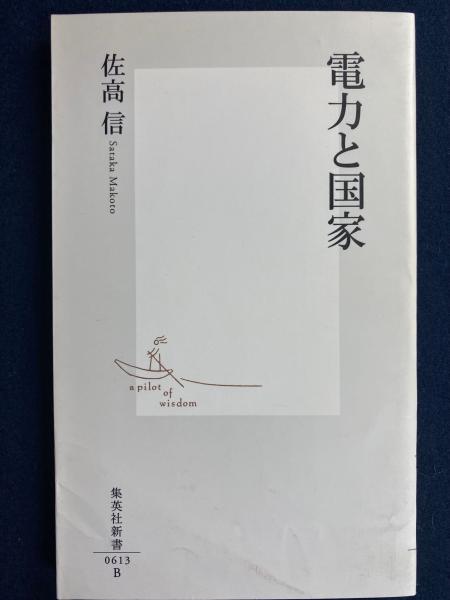 電力と国家
佐高 信
Sataka Makoto
a pilot
of
wisdom
集英社新書
0613
B